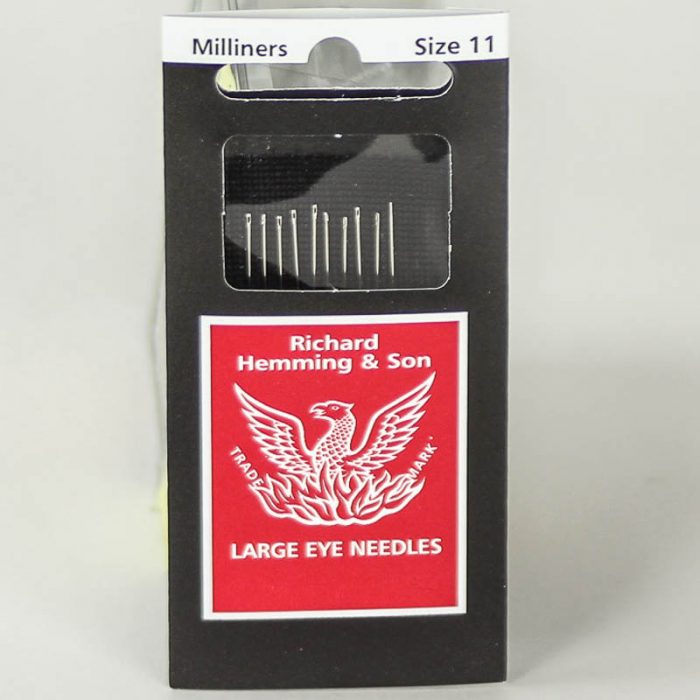 Milliners Size 11
Richard
Hemming & Son
TRADE MARK
LARGE EYE NEEDLES